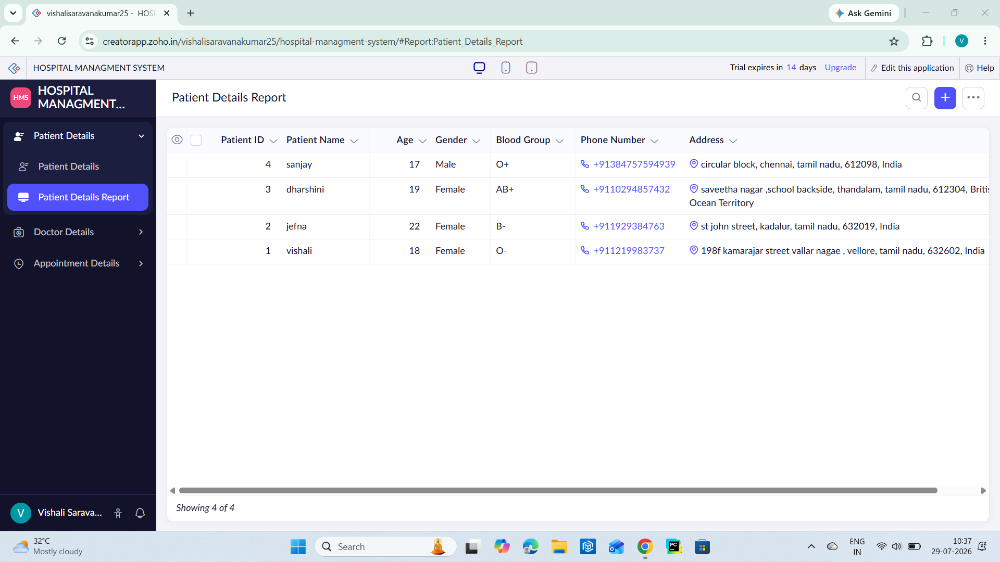 vishalisaravanakumar25 - HOSP
Ask Gemini
creatorapp.zoho.in/vishalisaravanakumar25/hospital-managment-system/#Report:Patient_Details_Report
V
HOSPITAL MANAGMENT SYSTEM
Trial expires in 14 days Upgrade
Edit this application
Help
HMS
HOSPITAL
MANAGMENT...
Patient Details
Patient Details
Patient Details Report
Doctor Details
Appointment Details
Vishali Sarava...
V
Patient Details Report
Patient ID Patient Name Age Gender Blood Group Phone Number Address
4 sanjay 17 Male O+ +91384757594939 circular block, chennai, tamil nadu, 612098, India
3 dharshini 19 Female AB+ +9110294857432 saveetha nagar ,school backside, thandalam, tamil nadu, 612304, Britis
Ocean Territory
2 jefna 22 Female B- +911929384763 st john street, kadalur, tamil nadu, 632019, India
1 vishali 18 Female O- +911219983737 198f kamarajar street vallar nagae , vellore, tamil nadu, 632602, India
Showing 4 of 4
32°C
Mostly cloudy
Search
PC
ENG
IN
10:37
29-07-2026